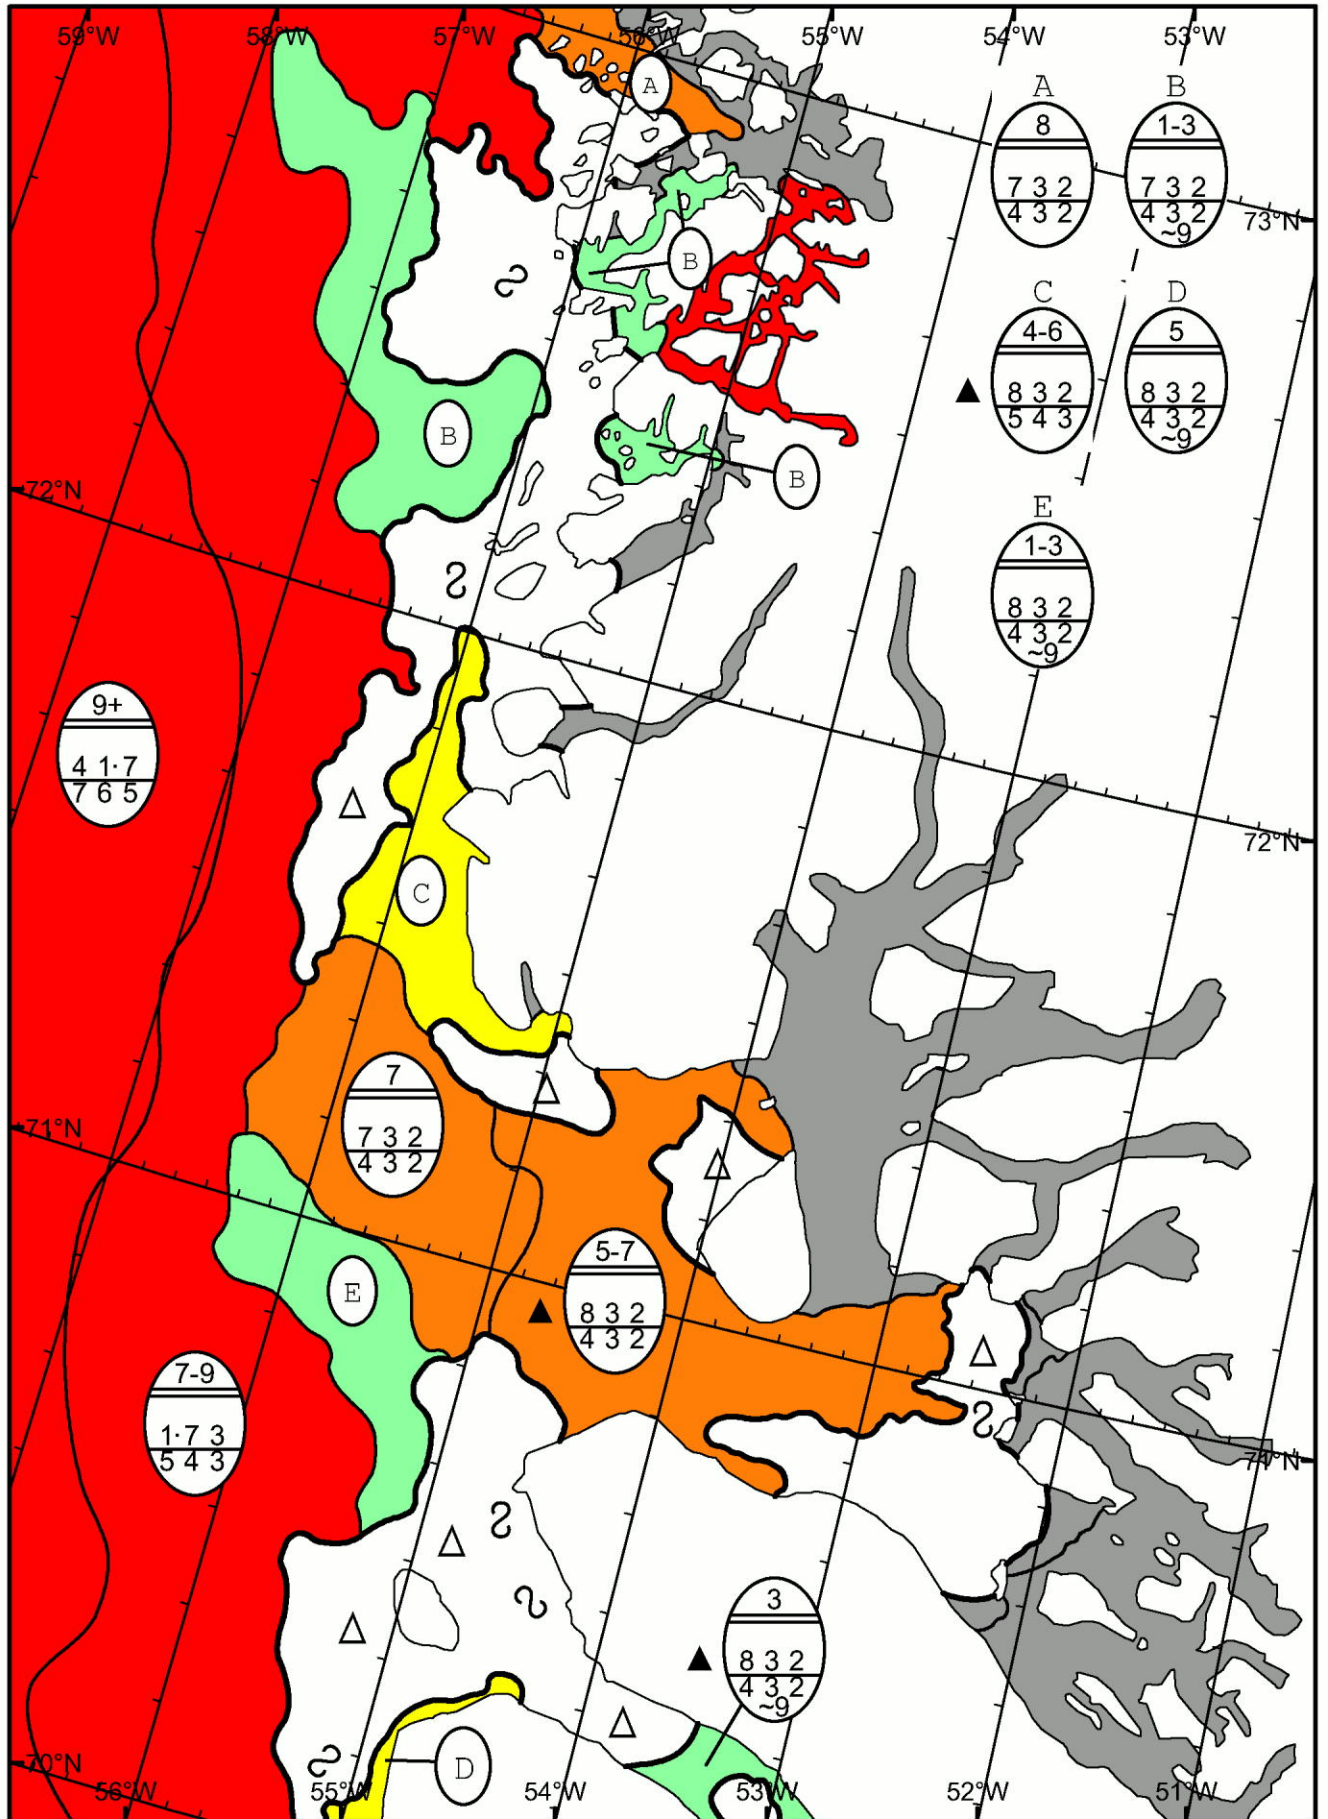 59°W 58°W 57°W 56°W 55°W 54°W 53°W
A
A B
8 1-3
7 3 2 7 3 2
4 3 2 4 3 2
~9
73°N
B
C D
4-6 5
8 3 2 8 3 2
5 4 3 4 3 2
~9
B
B
72°N
E
1-3
8 3 2
4 3 2
~9
9+
4 1·7
7 6 5
72°N
C
7
7 3 2
4 3 2
71°N
5-7
8 3 2
4 3 2
E
7-9
1·7 3
5 4 3
71°N
3
8 3 2
4 3 2
~9
D
70°N
56°W 55°W 54°W 53°W 52°W 51°W